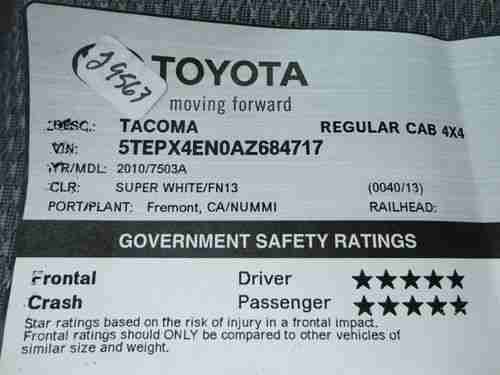 29563
TOYOTA
moving forward
DESC: TACOMA REGULAR CAB 4X4
VIN: 5TEPX4EN0AZ684717
YR/MDL: 2010/7503A
CLR: SUPER WHITE/FN13 (0040/13)
PORT/PLANT: Fremont, CA/NUMMI RAILHEAD:
GOVERNMENT SAFETY RATINGS
Frontal Driver ★★★★★
Crash Passenger ★★★★★
Star ratings based on the risk of injury in a frontal impact.
Frontal ratings should ONLY be compared to other vehicles of
similar size and weight.